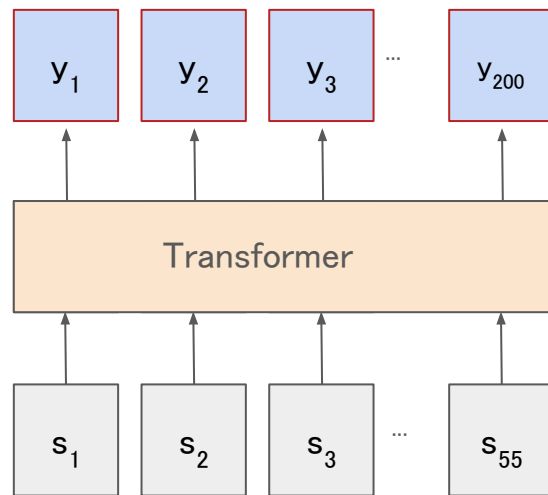 y1 y2 y3 ... y200
Transformer
s1 s2 s3 ... s55